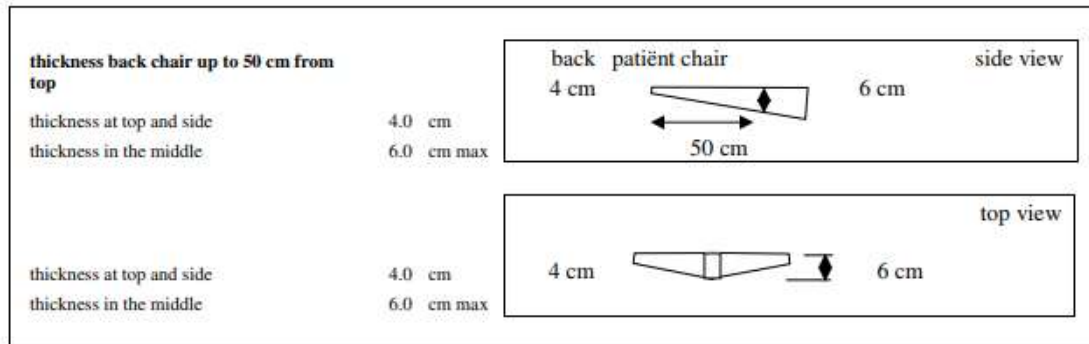 thickness back chair up to 50 cm from
top
thickness at top and side 4.0 cm
thickness in the middle 6.0 cm max
back patiënt chair side view
4 cm 6 cm
50 cm
top view
thickness at top and side 4.0 cm
thickness in the middle 6.0 cm max
4 cm 6 cm